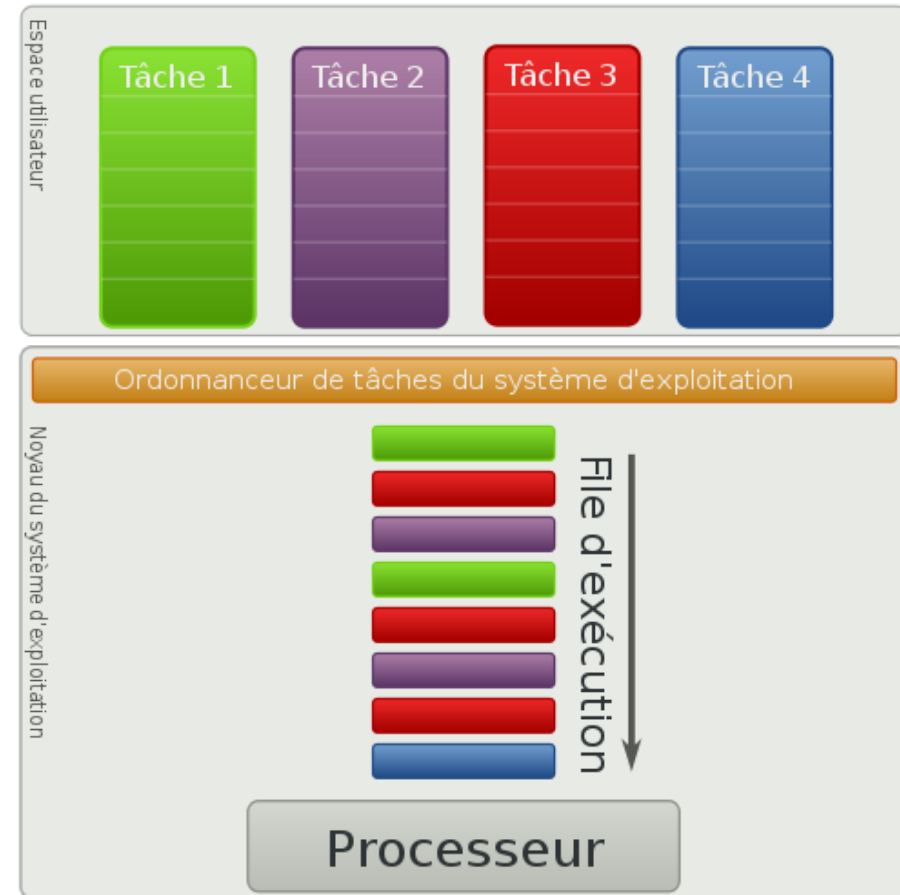 Espace utilisateur
Tâche 1
Tâche 2
Tâche 3
Tâche 4
Ordonnanceur de tâches du système d'exploitation
Noyau du système d'exploitation
File d'exécution
Processeur